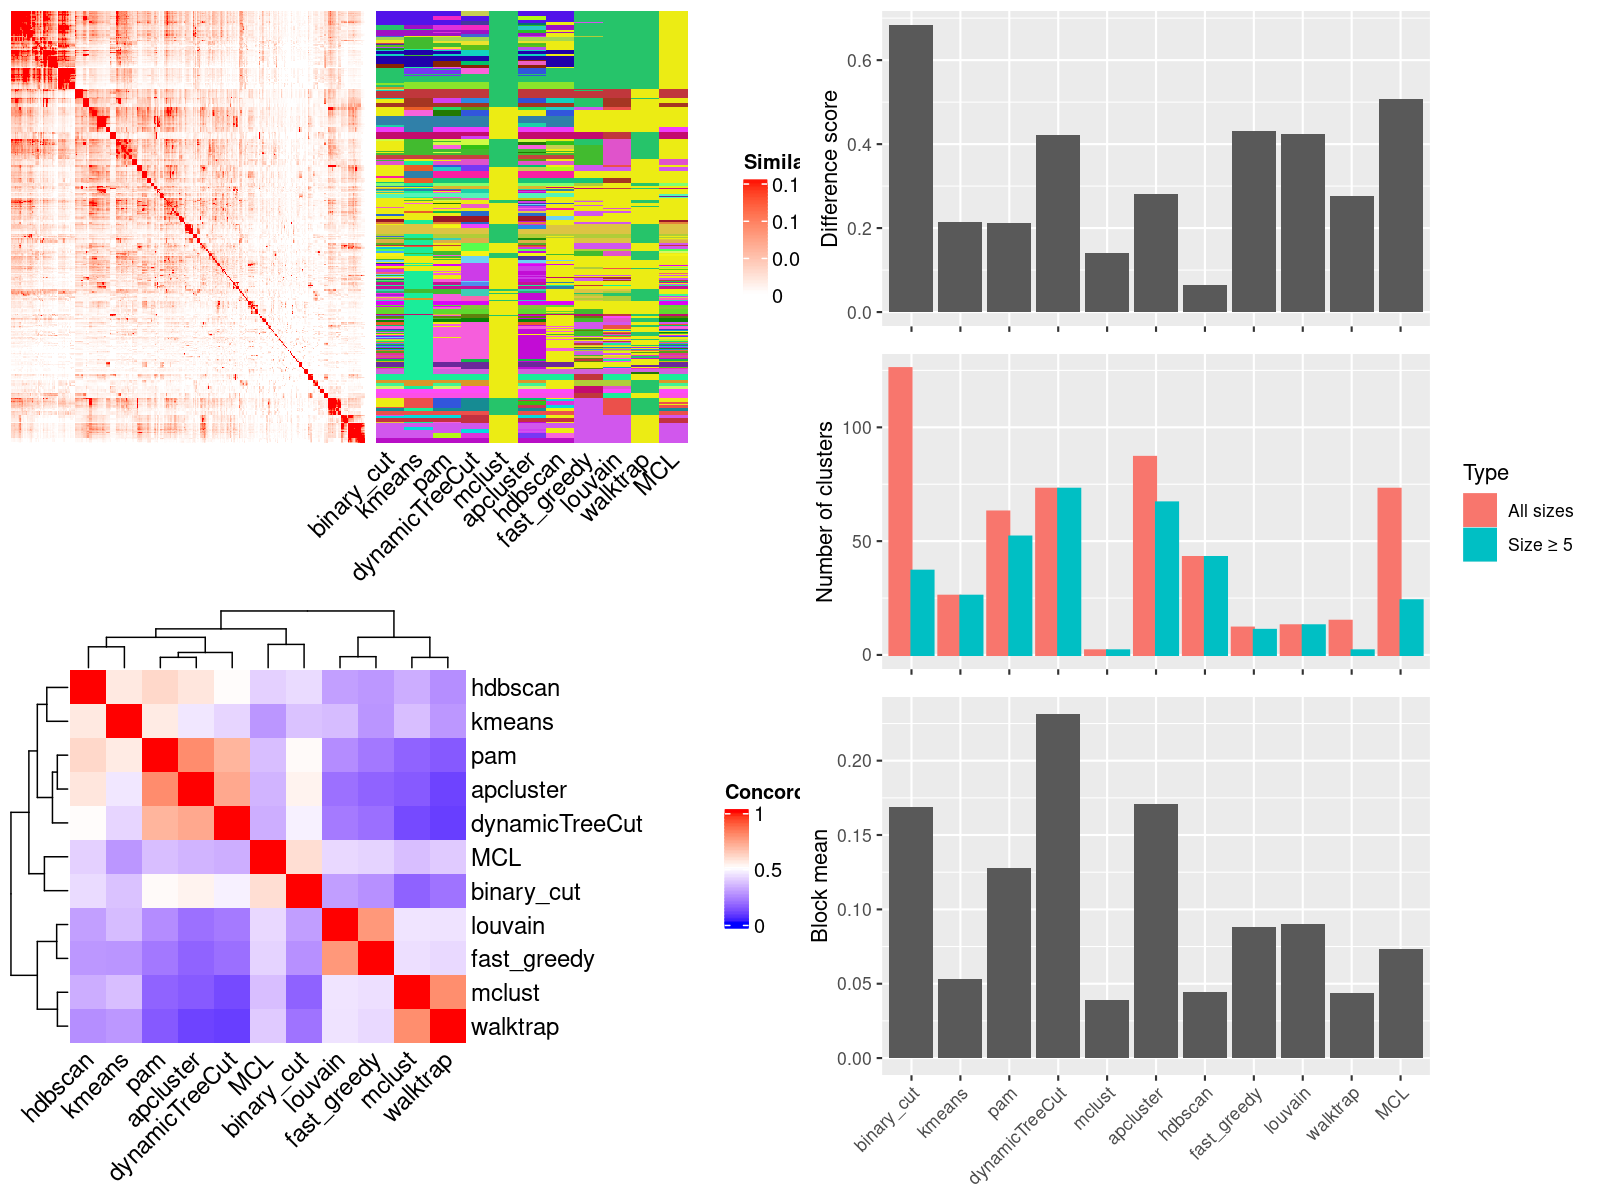 Simila
0.1
0.1
0.0
0
binary_cut
kmeans
pam
dynamicTreeCut
mclust
apcluster
hdbscan
fast_greedy
louvain
walktrap
MCL
Difference score
0.6
0.4
0.2
0.0
Number of clusters
100
50
0
Type
All sizes
Size ≥ 5
Block mean
0.20
0.15
0.10
0.05
0.00
binary_cut
kmeans
pam
dynamicTreeCut
mclust
apcluster
hdbscan
fast_greedy
louvain
walktrap
MCL
hdbscan
kmeans
pam
apcluster
dynamicTreeCut
MCL
binary_cut
louvain
fast_greedy
mclust
walktrap
hdbscan
kmeans
pam
apcluster
dynamicTreeCut
MCL
binary_cut
louvain
fast_greedy
mclust
walktrap
Concord
1
0.5
0